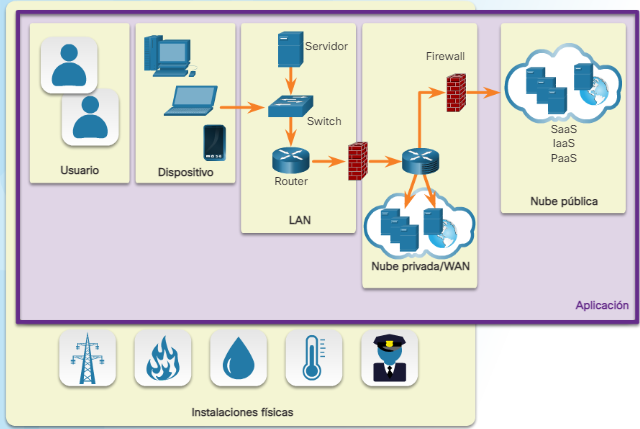 Servidor
Firewall
Switch
SaaS
IaaS
PaaS
Usuario
Dispositivo
Router
Nube pública
LAN
Nube privada/WAN
Aplicación
Instalaciones físicas